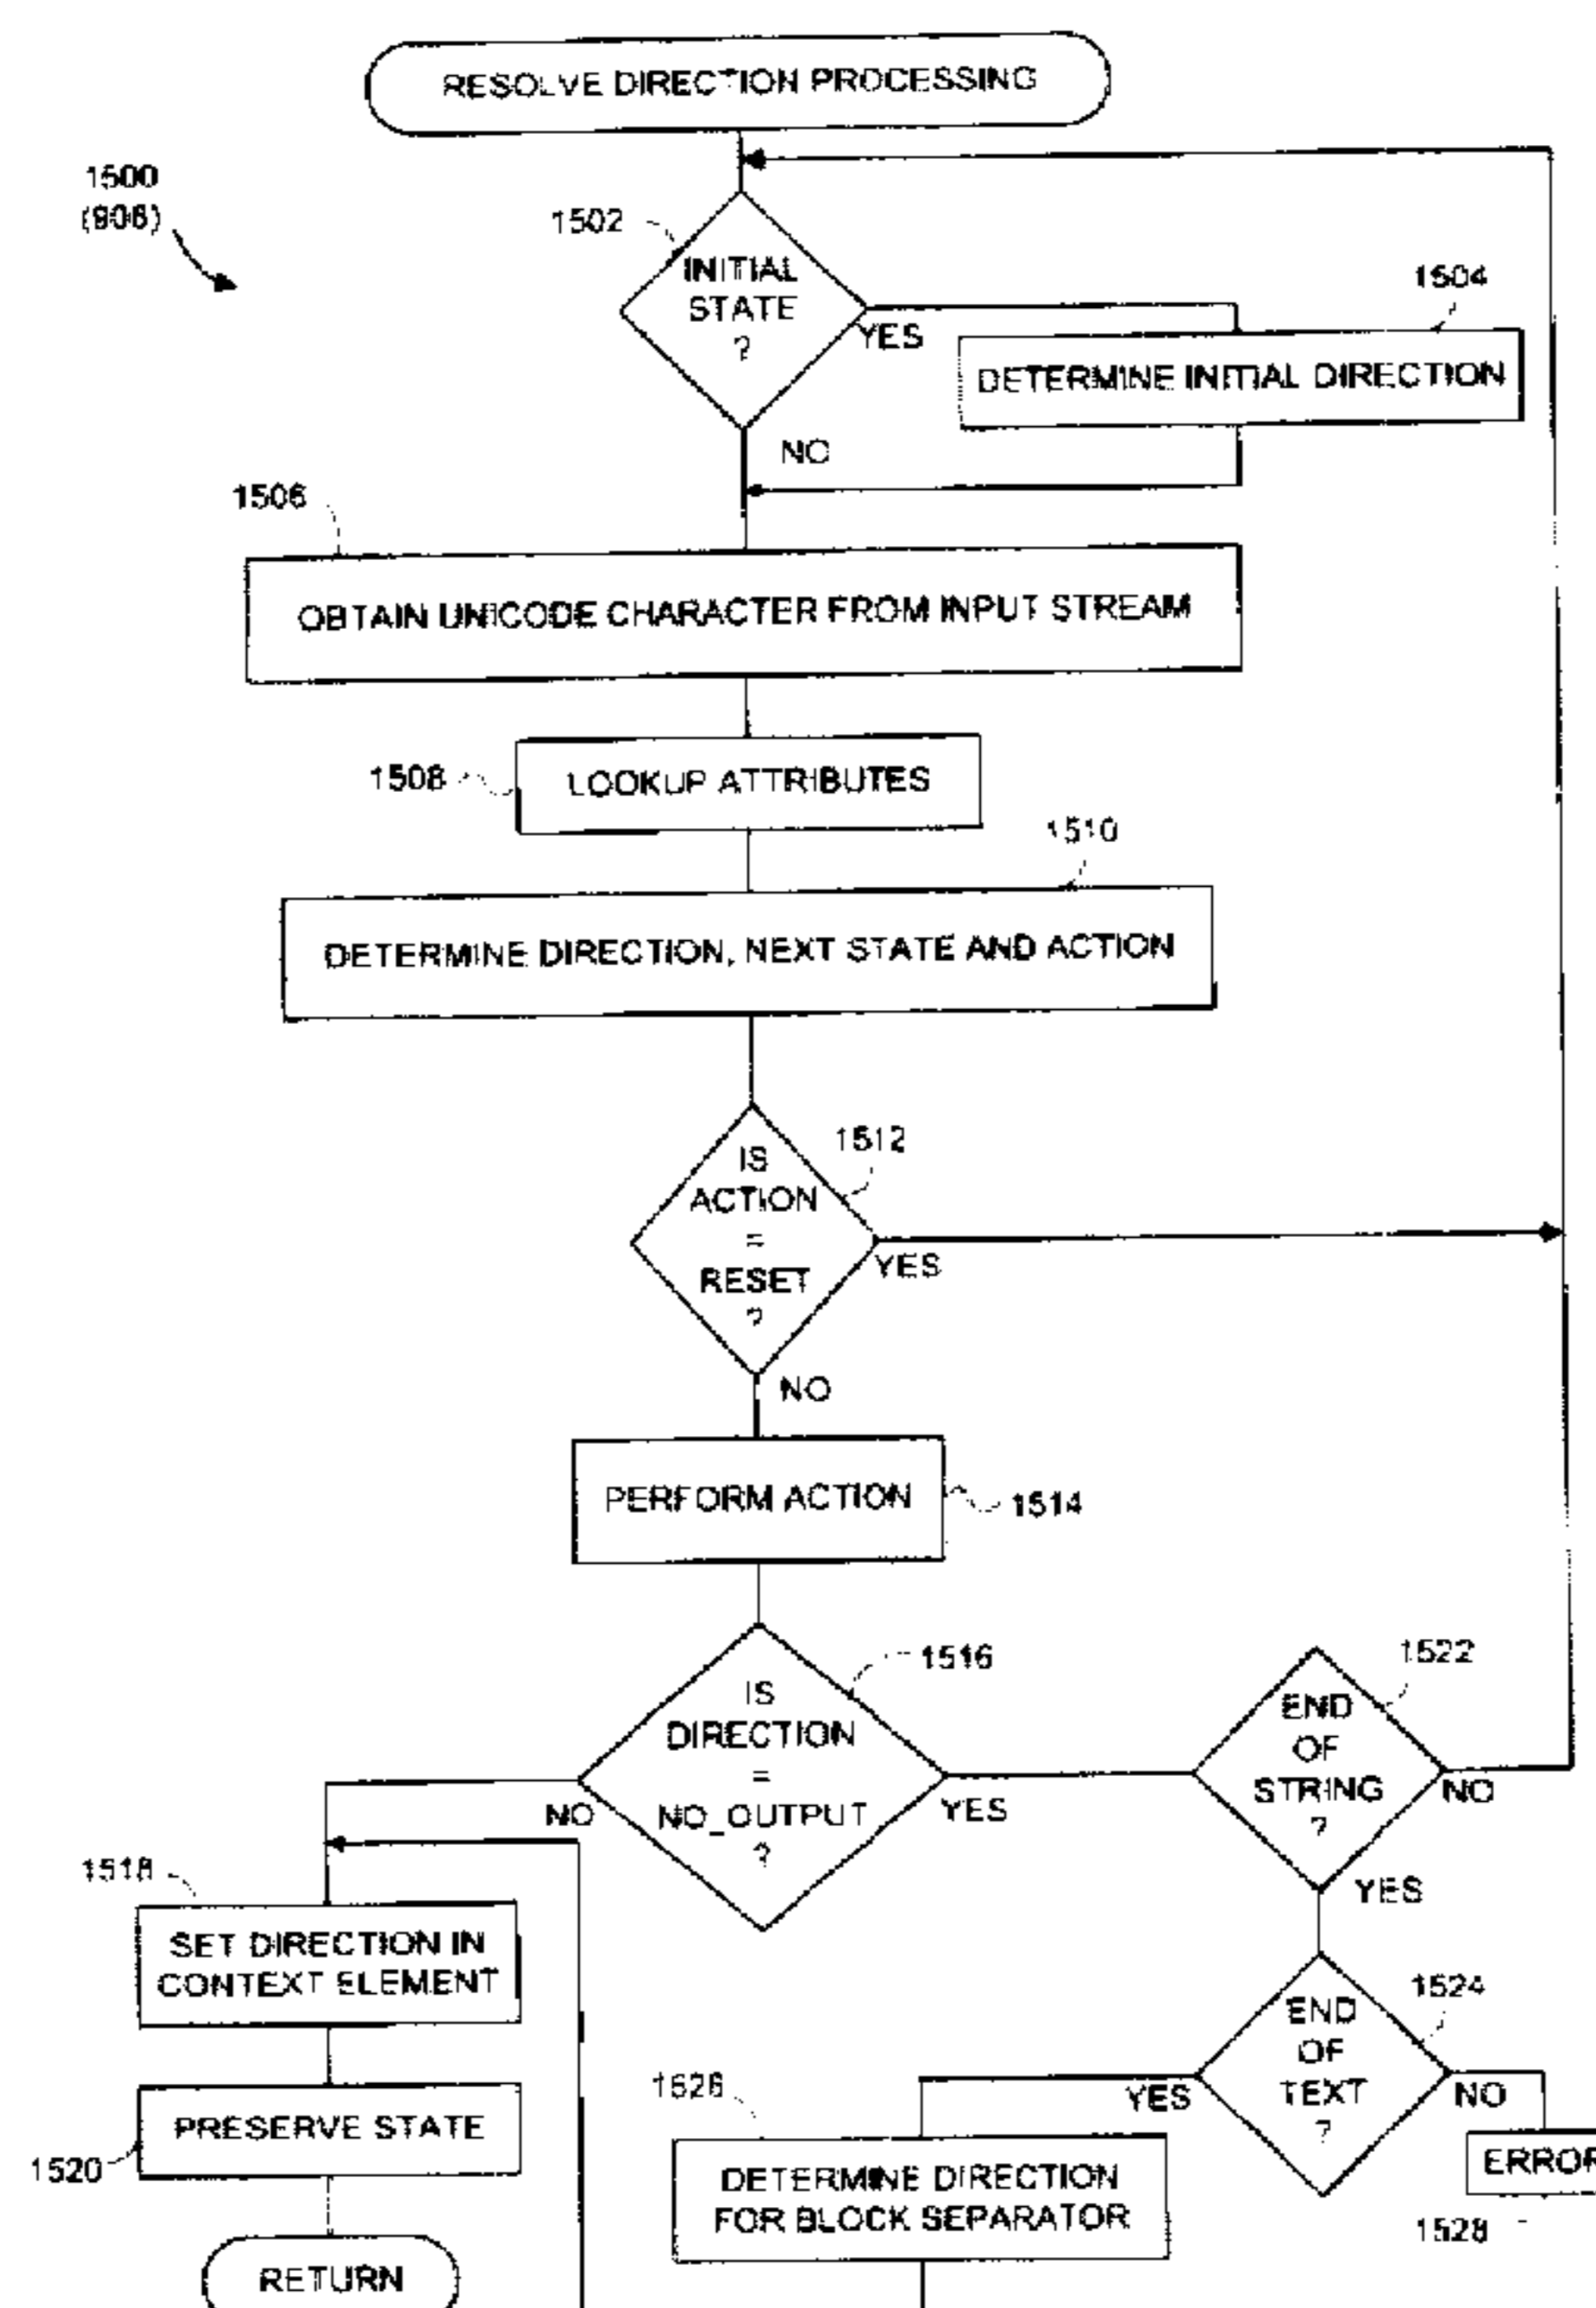 RESOLVE DIRECTION PROCESSING
1500
(906)
1502
INITIAL
STATE
?
YES
1504
DETERMINE INITIAL DIRECTION
NO
1506
OBTAIN UNICODE CHARACTER FROM INPUT STREAM
1508
LOOKUP ATTRIBUTES
1510
DETERMINE DIRECTION, NEXT STATE AND ACTION
1512
IS
ACTION
=
RESET
?
YES
NO
PERFORM ACTION
1514
1516
IS
DIRECTION
=
NO_OUTPUT
?
NO
YES
1522
END
OF
STRING
?
NO
YES
1518
SET DIRECTION IN
CONTEXT ELEMENT
1524
END
OF
TEXT
?
YES
NO
1520
PRESERVE STATE
1526
DETERMINE DIRECTION
FOR BLOCK SEPARATOR
ERROR
1528
RETURN